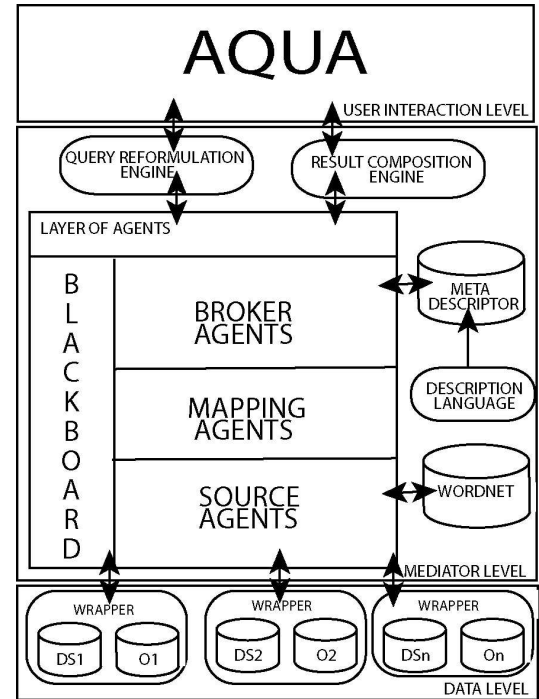 AQUA
USER INTERACTION LEVEL
QUERY REFORMULATION
ENGINE
RESULT COMPOSITION
ENGINE
LAYER OF AGENTS
BLACKBOARD
BROKER
AGENTS
MAPPING
AGENTS
SOURCE
AGENTS
META
DESCRIPTOR
DESCRIPTION
LANGUAGE
WORDNET
MEDIATOR LEVEL
WRAPPER
DS1
O1
WRAPPER
DS2
O2
WRAPPER
DSn
On
DATA LEVEL